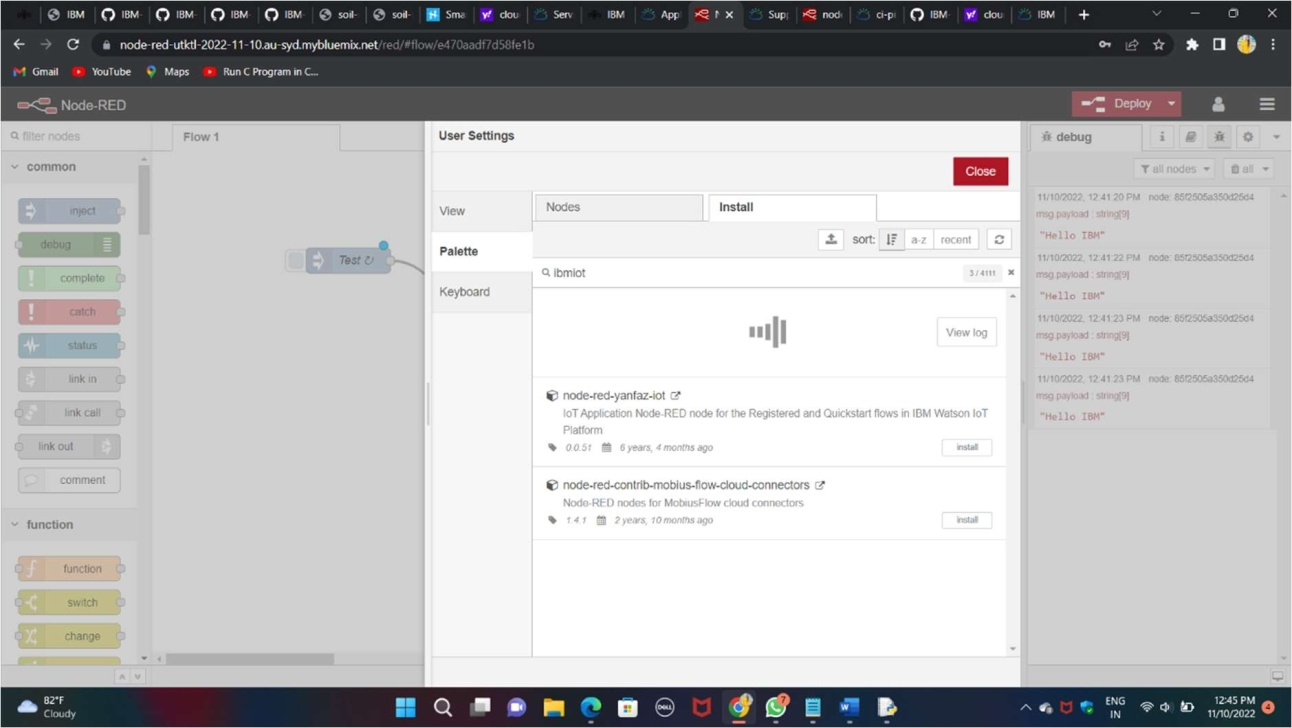 IBM
IBM-
IBM-
IBM-
IBM-
soil-
soil-
Sma
clou
Serv
IBM
Appl
Sup
node
ci-pi
IBM-
clou
IBM
node-red-utktl-2022-11-10.au-syd.mybluemix.net/red/#flow/e470aadf7d58fe1b
Gmail
YouTube
Maps
Run C Program in C...
Node-RED
Deploy
filter nodes
Flow 1
User Settings
debug
common
Close
all nodes
all
inject
View
Nodes
Install
11/10/2022, 12:41:20 PM node: 85f2505a350d25d4
msg.payload : string[9]
"Hello IBM"
debug
Palette
sort:
a-z
recent
Test ↻
11/10/2022, 12:41:22 PM node: 85f2505a350d25d4
msg.payload : string[9]
"Hello IBM"
complete
ibmiot
3 / 4111
Keyboard
catch
11/10/2022, 12:41:23 PM node: 85f2505a350d25d4
msg.payload : string[9]
"Hello IBM"
status
View log
link in
11/10/2022, 12:41:23 PM node: 85f2505a350d25d4
msg.payload : string[9]
"Hello IBM"
node-red-yanfaz-iot
IoT Application Node-RED node for the Registered and Quickstart flows in IBM Watson IoT
Platform
link call
0.0.51
6 years, 4 months ago
install
link out
comment
node-red-contrib-mobius-flow-cloud-connectors
Node-RED nodes for MobiusFlow cloud connectors
1.4.1
2 years, 10 months ago
install
function
function
switch
change
82°F
Cloudy
DELL
7
ENG
IN
12:45 PM
11/10/2022
4